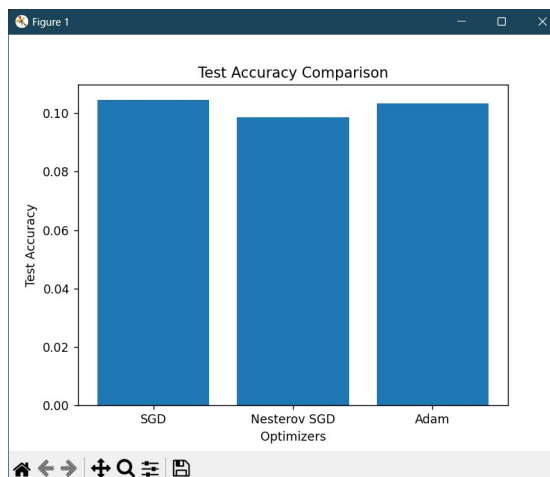 Figure 1
Test Accuracy Comparison
0.10
0.08
0.06
0.04
0.02
0.00
Test Accuracy
SGD Nesterov SGD Adam
Optimizers